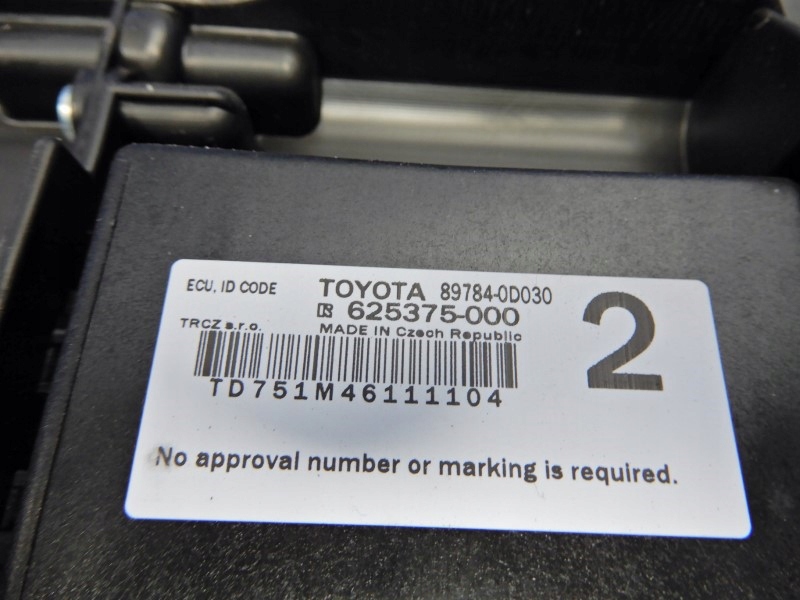 ECU, ID CODE TOYOTA 89784-0D030
625375-000
TRCZ s.r.o. MADE IN Czech Republic
2
TD751M46111104
No approval number or marking is required.